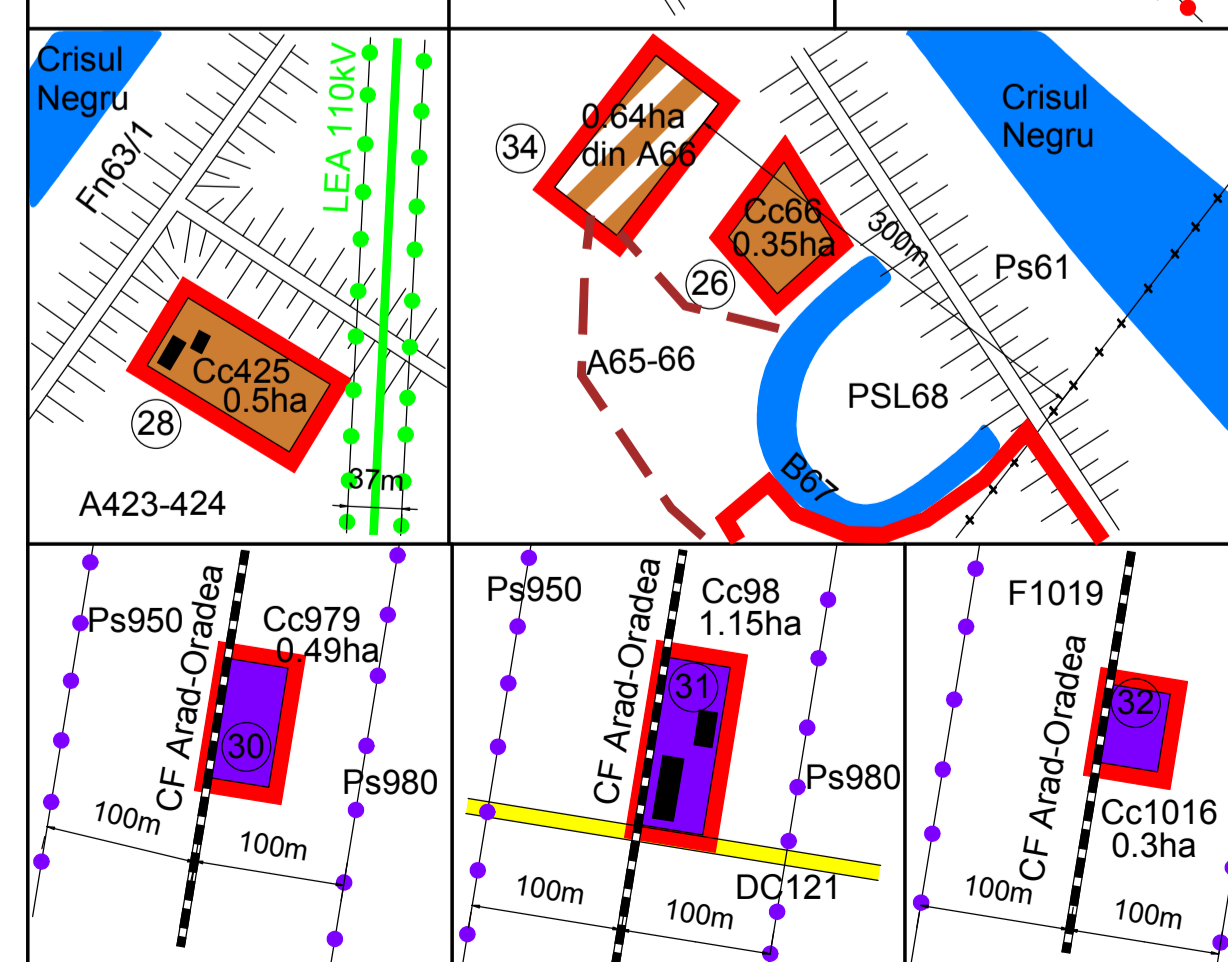 Crisul
Negru
Fn63/1
LEA 110kV
Cc425
0.5ha
28
37m
A423-424
34
0.64ha
din A66
Cc66
0.35ha
26
300m
Crisul
Negru
Ps61
A65-66
PSL68
B67
Ps950
CF Arad-Oradea
Cc979
0.49ha
30
Ps980
100m
100m
Ps950
CF Arad-Oradea
Cc98
1.15ha
31
Ps980
DC121
100m
100m
F1019
CF Arad-Oradea
32
Cc1016
0.3ha
100m
100m